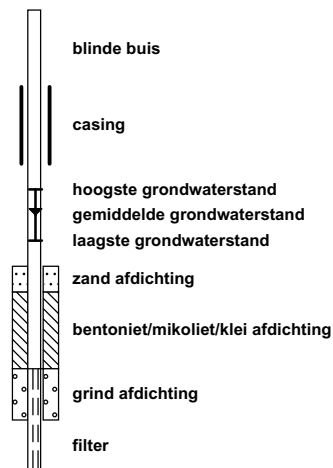 blinde buis
casing
hoogste grondwaterstand
gemiddelde grondwaterstand
laagste grondwaterstand
zand afdichting
bentoniet/mikoliet/klei afdichting
grind afdichting
filter